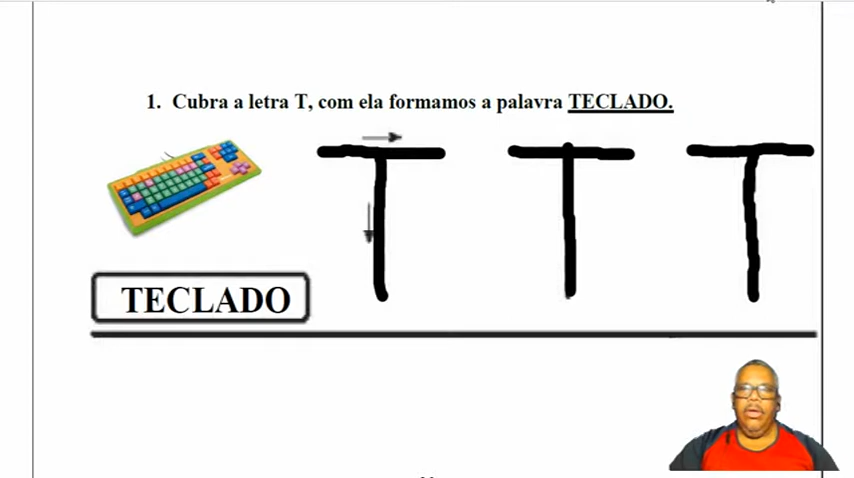 1. Cubra a letra T, com ela formamos a palavra TECLADO.
T T T
TECLADO